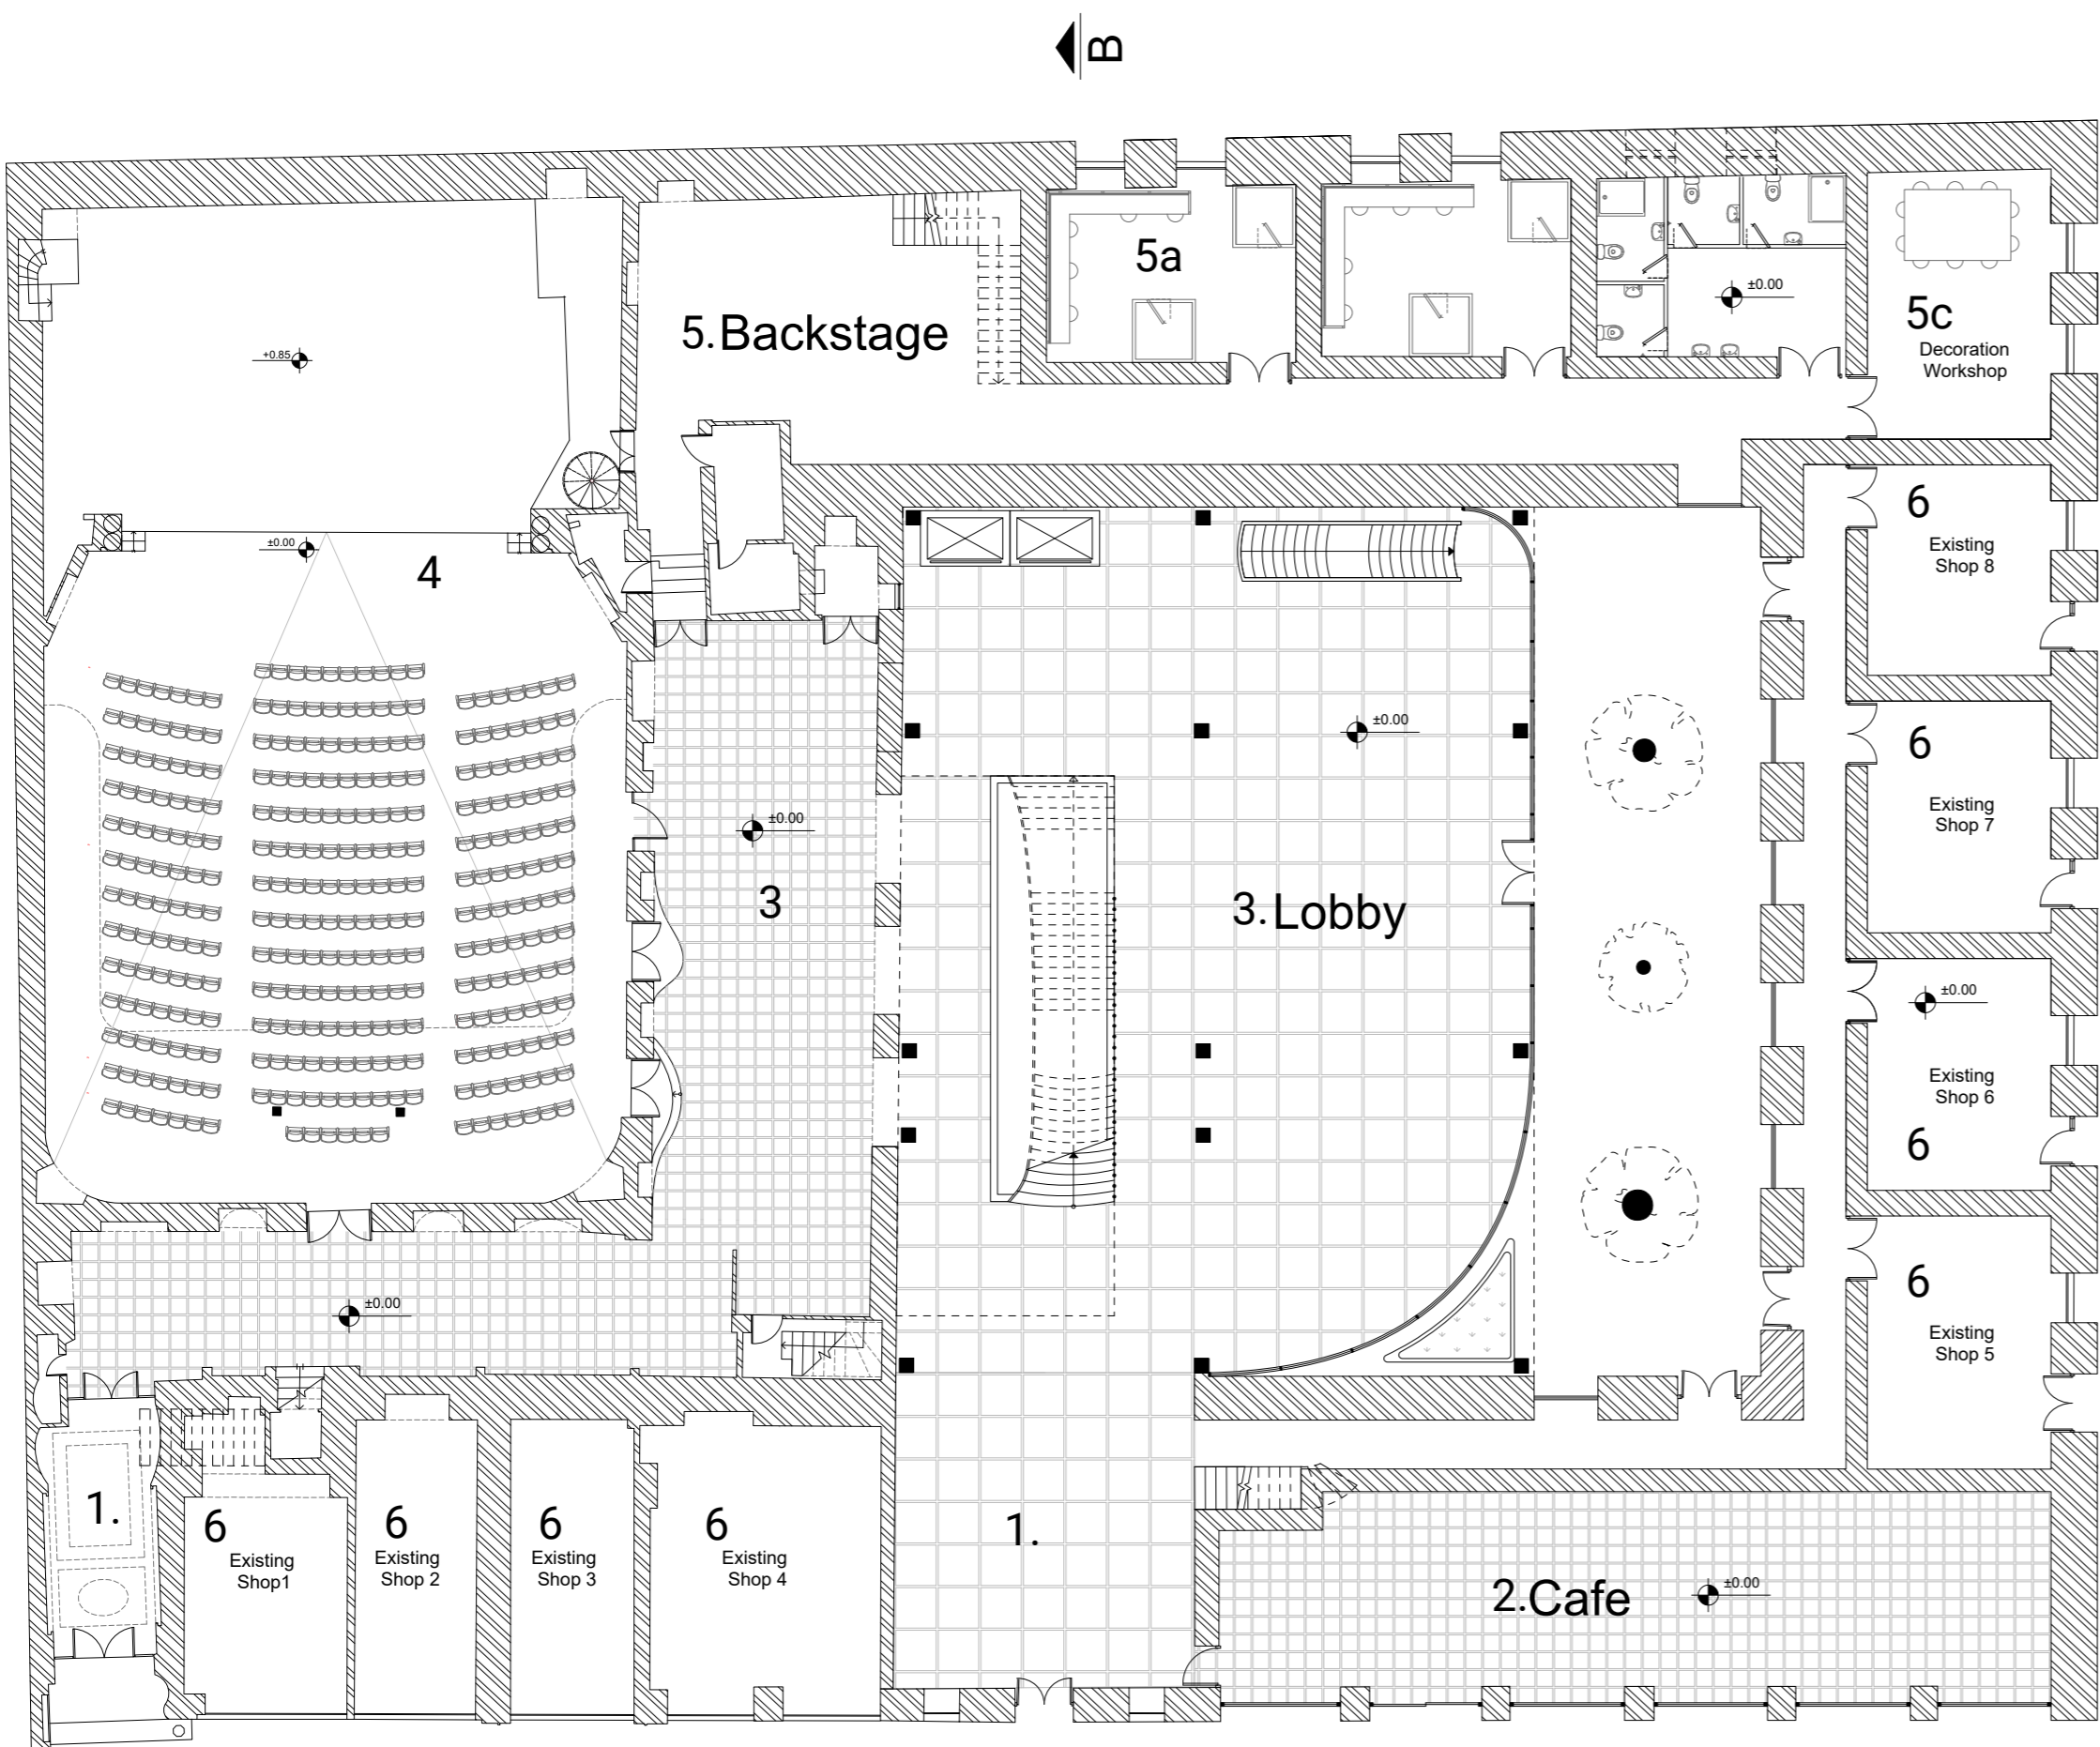 B
5a
±0.00
5c
5.Backstage
Decoration
Workshop
+0.85
6
±0.00
4
Existing
Shop 8
±0.00
6
±0.00
Existing
Shop 7
3
3.Lobby
±0.00
Existing
Shop 6
6
±0.00
6
Existing
Shop 5
1.
6
Existing
Shop1
6
Existing
Shop 2
6
Existing
Shop 3
6
Existing
Shop 4
1.
2.Cafe
±0.00